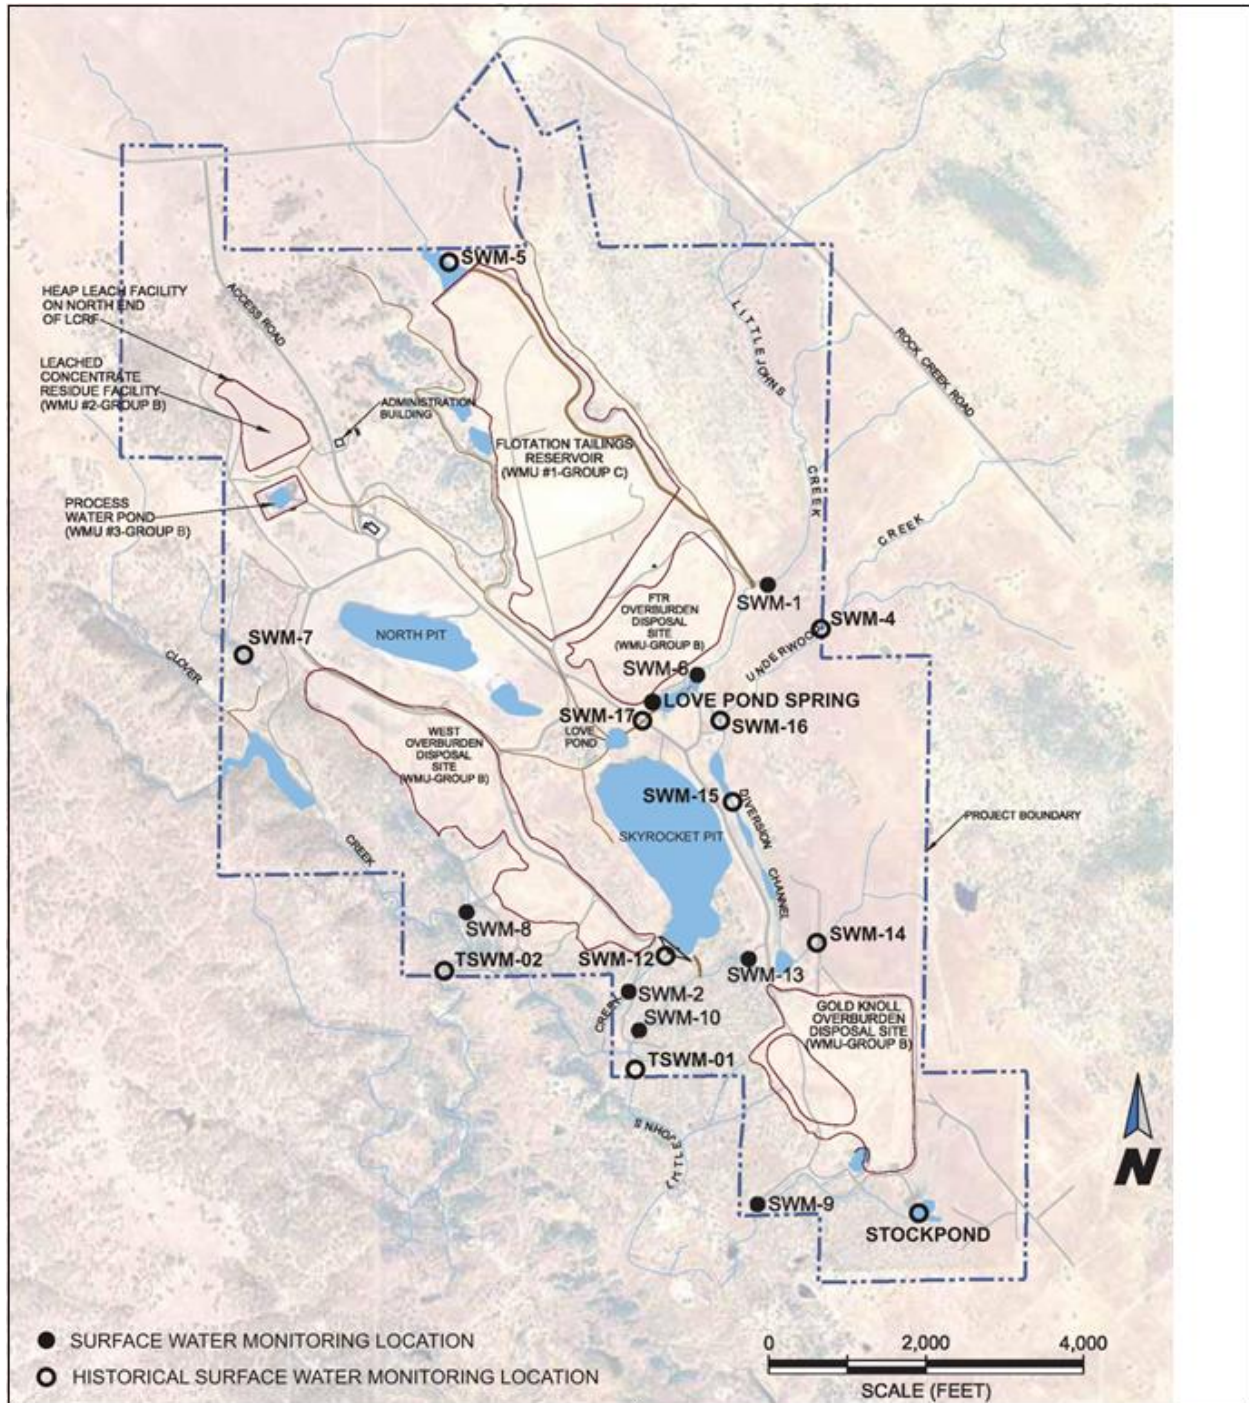 SWM-5
HEAP LEACH FACILITY
ON NORTH END
OF LCRF
ACCESS ROAD
LITTLEJOHNS
CREEK
ROCK CREEK ROAD
LEACHED
CONCENTRATE
RESIDUE FACILITY
(WMU #2-GROUP B)
ADMINISTRATION
BUILDING
FLOTATION TAILINGS
RESERVOIR
(WMU #1-GROUP C)
PROCESS
WATER POND
(WMU #3-GROUP B)
CREEK
UNDERWOOD
SWM-1
FTR
OVERBURDEN
DISPOSAL
SITE
(WMU-GROUP B)
SWM-4
SWM-7
NORTH PIT
CLOVER
CREEK
SWM-6
LOVE POND SPRING
SWM-17
SWM-16
LOVE
POND
WEST
OVERBURDEN
DISPOSAL
SITE
(WMU-GROUP B)
SWM-15
DIVERSION
CHANNEL
SKYROCKET PIT
PROJECT BOUNDARY
SWM-8
TSWM-02
SWM-12
SWM-13
SWM-14
SWM-2
CREEK
SWM-10
TSWM-01
GOLD KNOLL
OVERBURDEN
DISPOSAL SITE
(WMU-GROUP B)
LITTLEJOHNS
N
SWM-9
STOCKPOND
SURFACE WATER MONITORING LOCATION
HISTORICAL SURFACE WATER MONITORING LOCATION
0 2,000 4,000
SCALE (FEET)